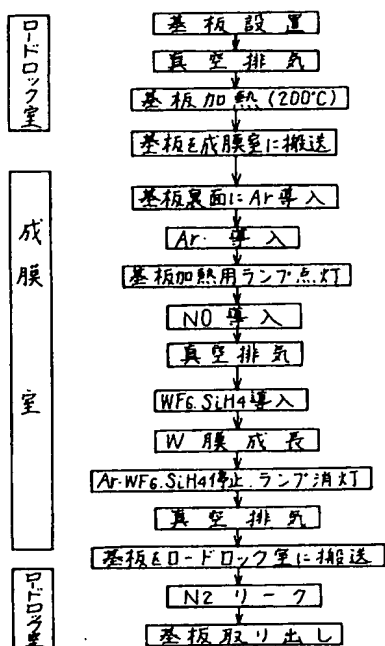 ロードロック室
基板設置
真空排気
基板加熱(200℃)
基板を成膜室に搬送
成膜室
基板裏面にAr導入
Ar導入
基板加熱用ランプ点灯
NO導入
真空排気
WF6.SiH4導入
W膜成長
Ar.WF6.SiH4停止.ランプ消灯
真空排気
基板をロードロック室に搬送
ロードロック室
N2リーク
基板取り出し